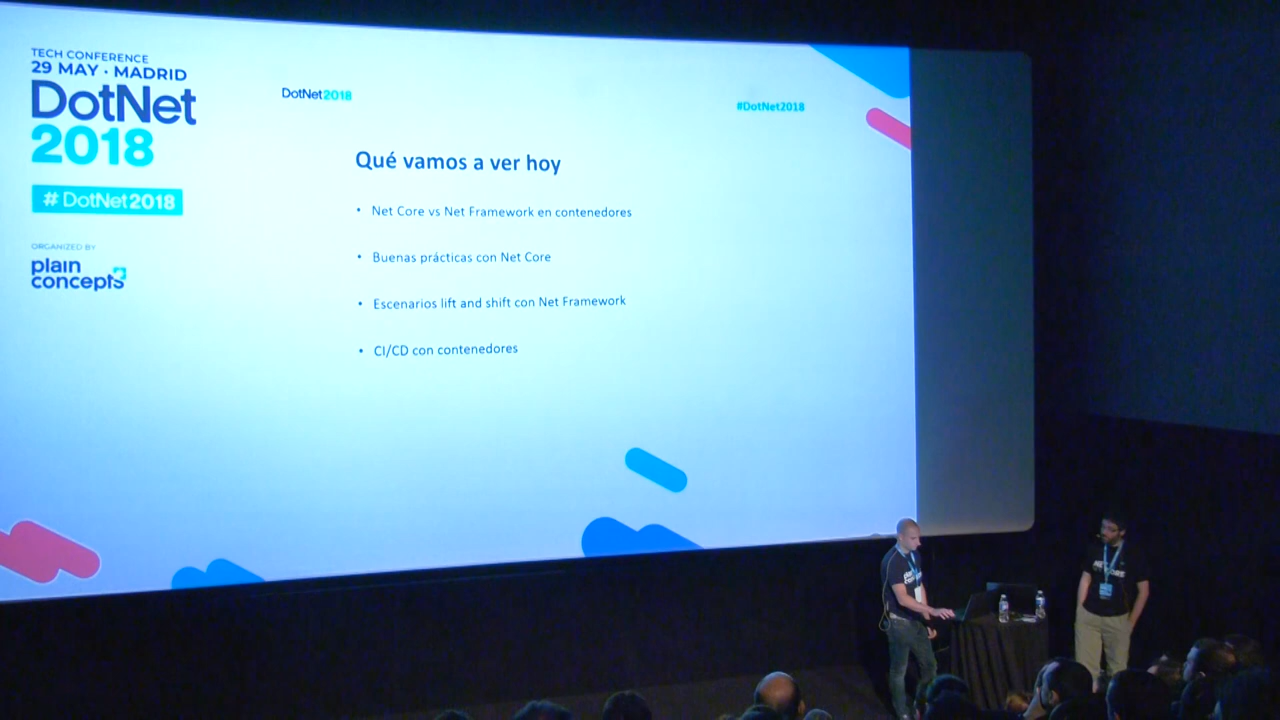 TECH CONFERENCE
29 MAY · MADRID
DotNet
2018
# DotNet2018
ORGANIZED BY
plain
concepts
DotNet2018
#DotNet2018
Qué vamos a ver hoy
• Net Core vs Net Framework en contenedores
• Buenas prácticas con Net Core
• Escenarios lift and shift con Net Framework
• CI/CD con contenedores